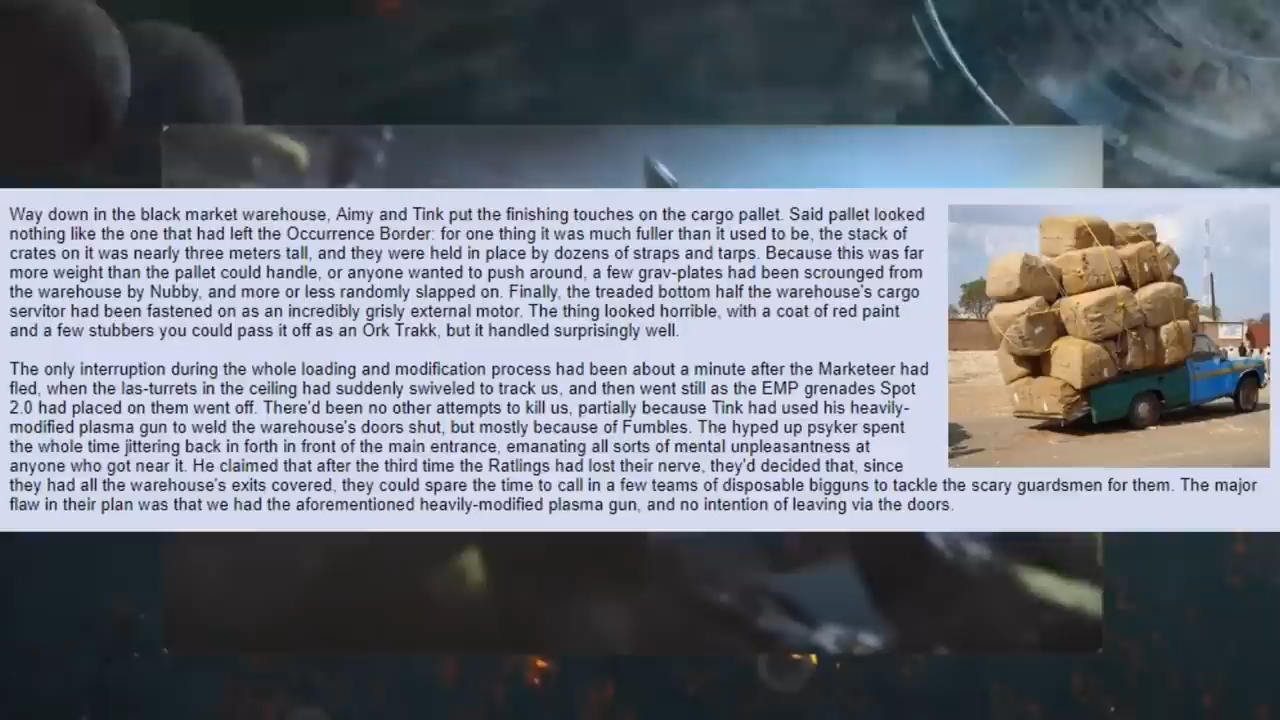 Way down in the black market warehouse, Aimy and Tink put the finishing touches on the cargo pallet. Said pallet looked
nothing like the one that had left the Occurrence Border: for one thing it was much fuller than it used to be, the stack of
crates on it was nearly three meters tall, and they were held in place by dozens of straps and tarps. Because this was far
more weight than the pallet could handle, or anyone wanted to push around, a few grav-plates had been scrounged from
the warehouse by Nubby, and more or less randomly slapped on. Finally, the treaded bottom half the warehouse's cargo
servitor had been fastened on as an incredibly grisly external motor. The thing looked horrible, with a coat of red paint
and a few stubbers you could pass it off as an Ork Trakk, but it handled surprisingly well.
The only interruption during the whole loading and modification process had been about a minute after the Marketeer had
fled, when the las-turrets in the ceiling had suddenly swiveled to track us, and then went still as the EMP grenades Spot
2.0 had placed on them went off. There'd been no other attempts to kill us, partially because Tink had used his heavily-
modified plasma gun to weld the warehouse's doors shut, but mostly because of Fumbles. The hyped up psyker spent
the whole time jittering back in forth in front of the main entrance, emanating all sorts of mental unpleasantness at
anyone who got near it. He claimed that after the third time the Ratlings had lost their nerve, they'd decided that, since
they had all the warehouse's exits covered, they could spare the time to call in a few teams of disposable bigguns to tackle the scary guardsmen for them. The major
flaw in their plan was that we had the aforementioned heavily-modified plasma gun, and no intention of leaving via the doors.